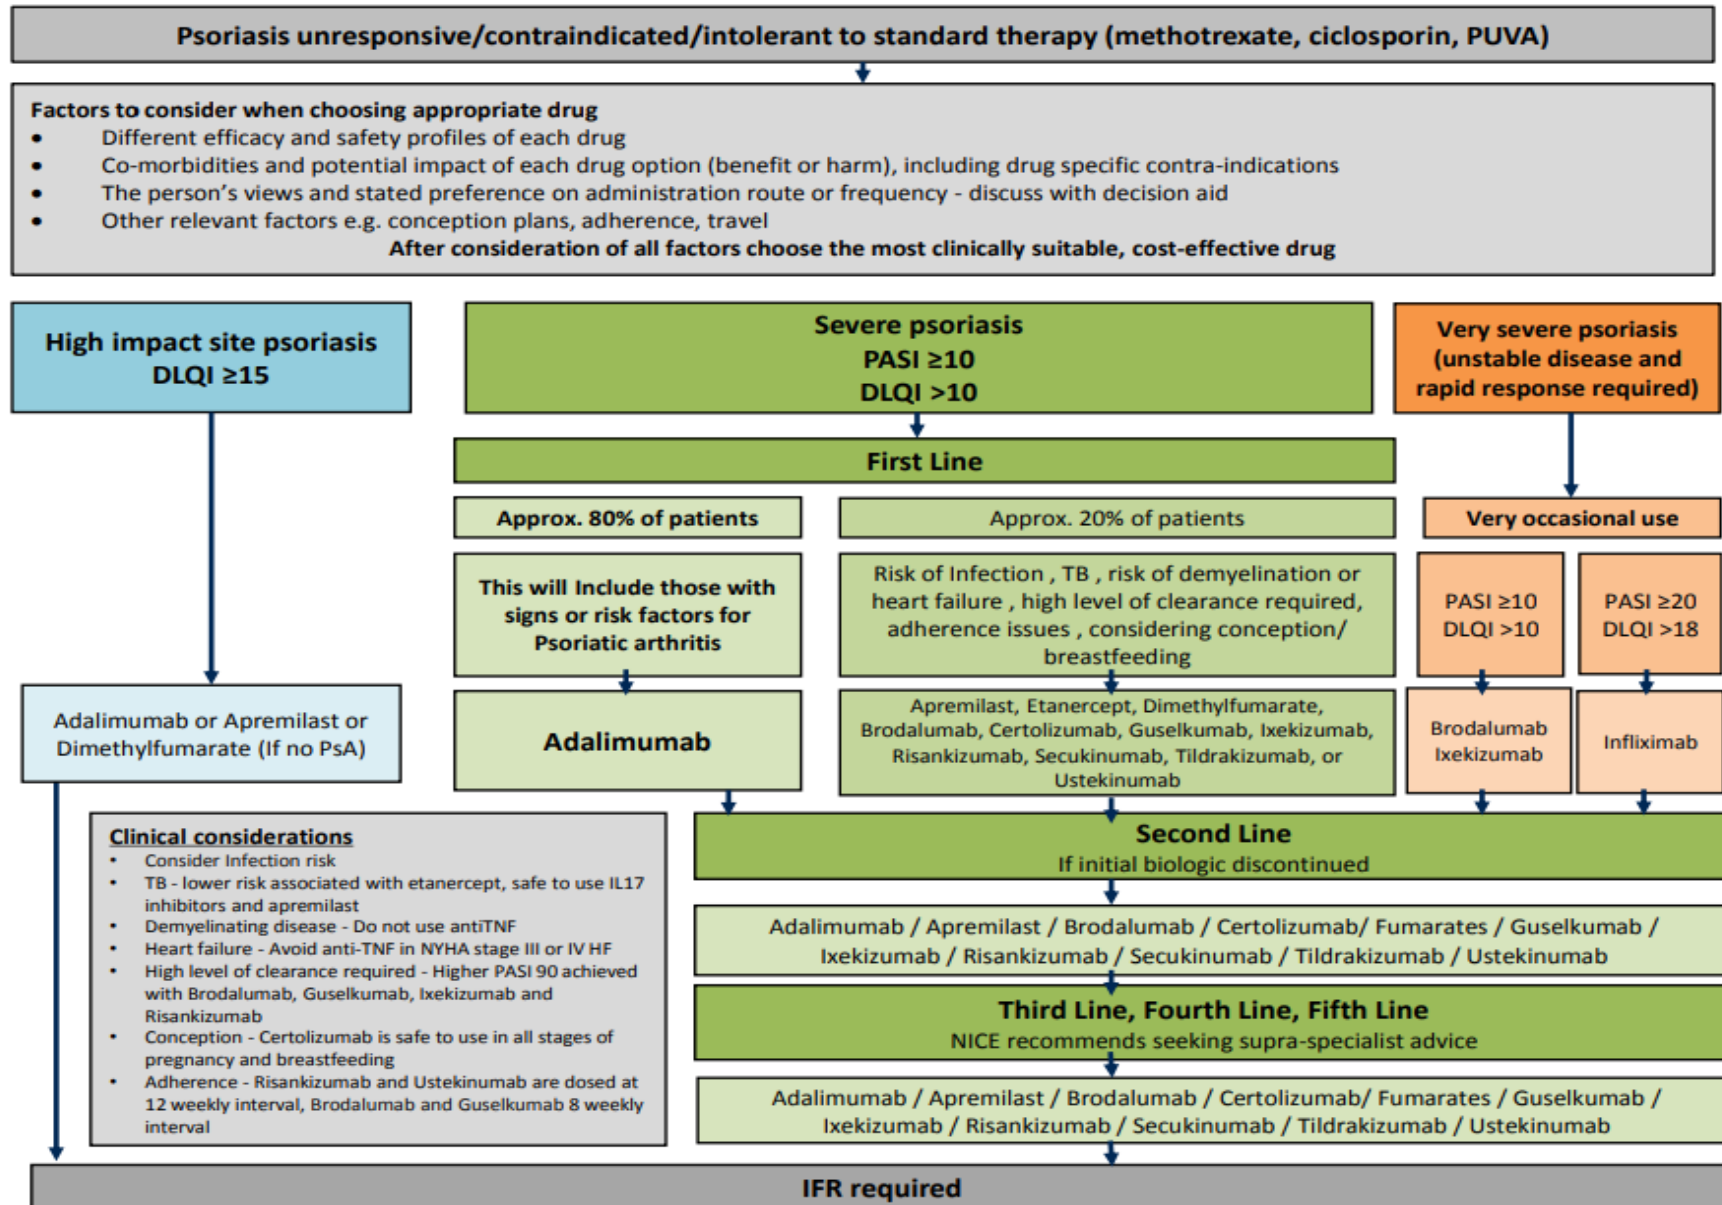 Psoriasis unresponsive/contraindicated/intolerant to standard therapy (methotrexate, ciclosporin, PUVA)
Factors to consider when choosing appropriate drug
• Different efficacy and safety profiles of each drug
• Co-morbidities and potential impact of each drug option (benefit or harm), including drug specific contra-indications
• The person's views and stated preference on administration route or frequency - discuss with decision aid
• Other relevant factors e.g. conception plans, adherence, travel
After consideration of all factors choose the most clinically suitable, cost-effective drug
High impact site psoriasis
DLQI ≥15
Adalimumab or Apremilast or
Dimethylfumarate (If no PsA)
Severe psoriasis
PASI ≥10
DLQI >10
First Line
Approx. 80% of patients
This will Include those with
signs or risk factors for
Psoriatic arthritis
Adalimumab
Approx. 20% of patients
Risk of Infection , TB , risk of demyelination or
heart failure , high level of clearance required,
adherence issues , considering conception/
breastfeeding
Apremilast, Etanercept, Dimethylfumarate,
Brodalumab, Certolizumab, Guselkumab, Ixekizumab,
Risankizumab, Secukinumab, Tildrakizumab, or
Ustekinumab
Very severe psoriasis
(unstable disease and
rapid response required)
Very occasional use
PASI ≥10
DLQI >10
Brodalumab
Ixekizumab
PASI ≥20
DLQI >18
Infliximab
Clinical considerations
• Consider Infection risk
• TB - lower risk associated with etanercept, safe to use IL17
inhibitors and apremilast
• Demyelinating disease - Do not use antiTNF
• Heart failure - Avoid anti-TNF in NYHA stage III or IV HF
• High level of clearance required - Higher PASI 90 achieved
with Brodalumab, Guselkumab, Ixekizumab and
Risankizumab
• Conception - Certolizumab is safe to use in all stages of
pregnancy and breastfeeding
• Adherence - Risankizumab and Ustekinumab are dosed at
12 weekly interval, Brodalumab and Guselkumab 8 weekly
interval
Second Line
If initial biologic discontinued
Adalimumab / Apremilast / Brodalumab / Certolizumab/ Fumarates / Guselkumab /
Ixekizumab / Risankizumab / Secukinumab / Tildrakizumab / Ustekinumab
Third Line, Fourth Line, Fifth Line
NICE recommends seeking supra-specialist advice
Adalimumab / Apremilast / Brodalumab / Certolizumab/ Fumarates / Guselkumab /
Ixekizumab / Risankizumab / Secukinumab / Tildrakizumab / Ustekinumab
IFR required